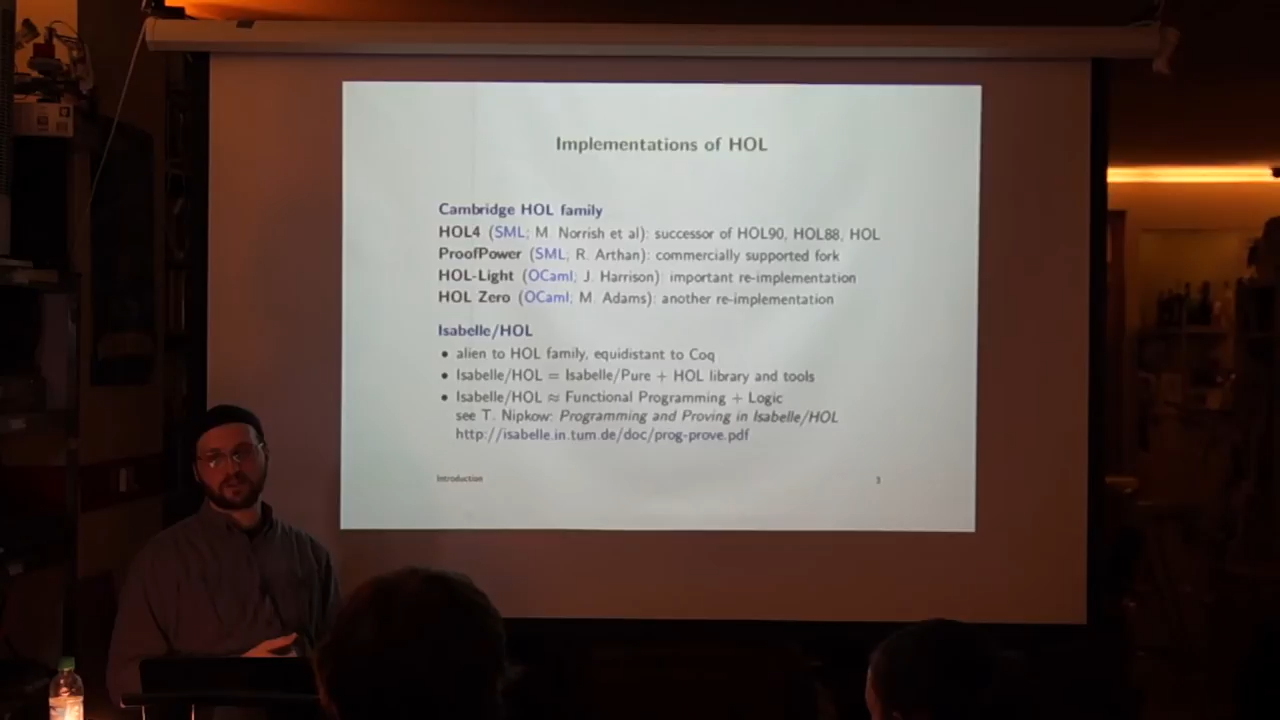 Implementations of HOL
Cambridge HOL family
HOL4 (SML; M. Norrish et al): successor of HOL90, HOL88, HOL
ProofPower (SML; R. Arthan): commercially supported fork
HOL-Light (OCaml; J. Harrison): important re-implementation
HOL Zero (OCaml; M. Adams): another re-implementation
Isabelle/HOL
• alien to HOL family, equidistant to Coq
• Isabelle/HOL = Isabelle/Pure + HOL library and tools
• Isabelle/HOL ≈ Functional Programming + Logic
see T. Nipkow: Programming and Proving in Isabelle/HOL
http://isabelle.in.tum.de/doc/prog-prove.pdf
Introduction
3